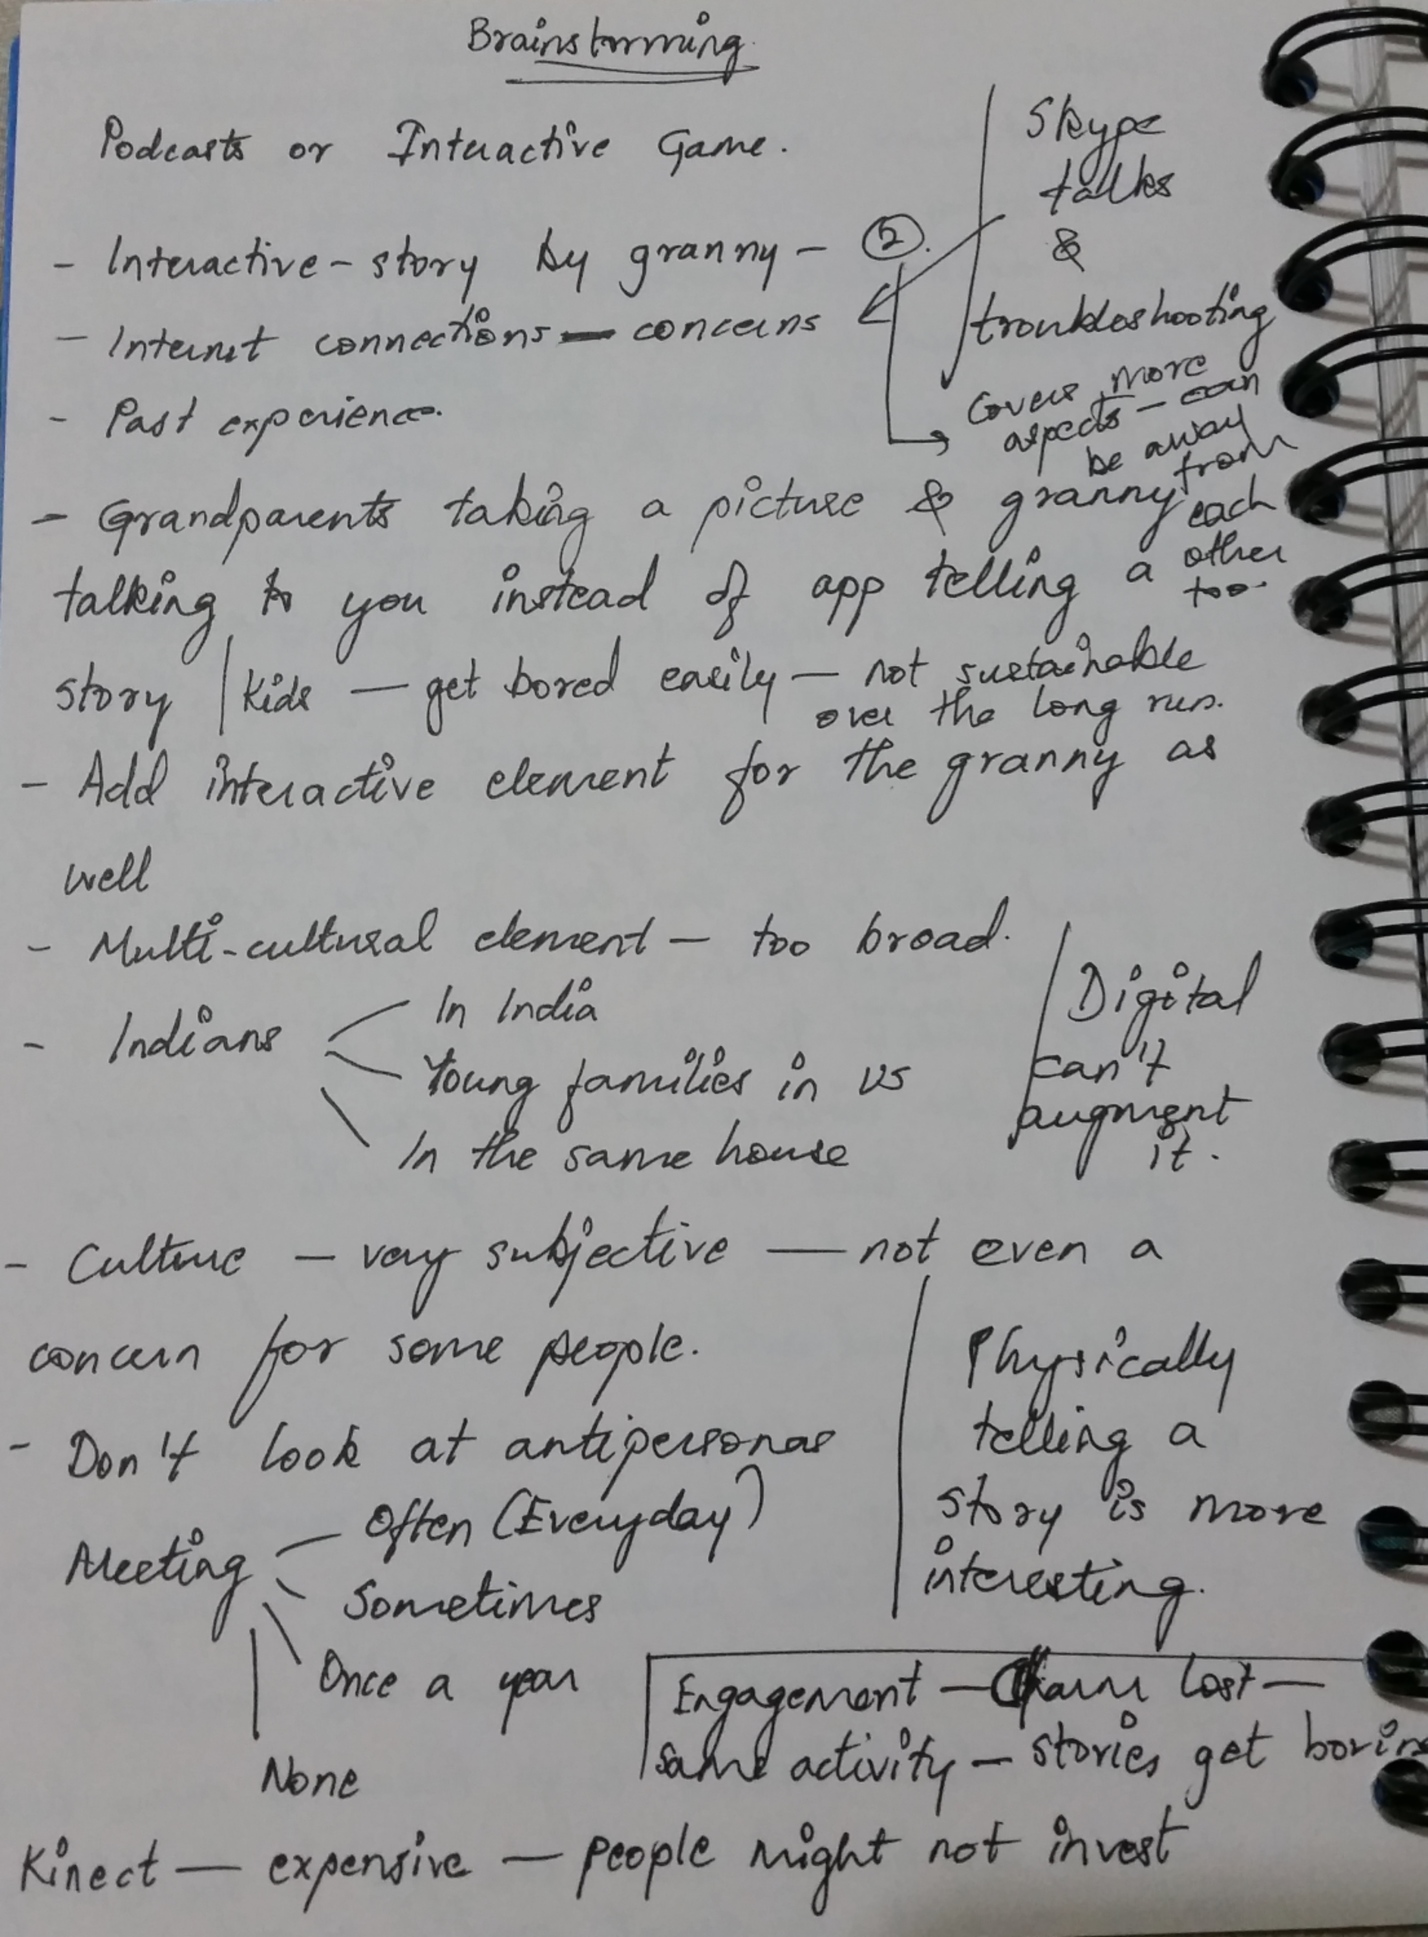 Brainstorming
Podcasts or Interactive Game.
Skype
talks
&
troubleshooting
- Interactive - story by granny - 2.
- Internet connections - concerns
- Past experience.
Covers more
aspects - can
be away
from
each
other
too.
- Grandparents taking a picture & granny
talking to you instead of app telling a
story | Kids - get bored easily - not sustainable
over the long run.
- Add interactive element for the granny as
well
- Multi-cultural element - too broad.
- Indians
In India
Young families in US
In the same house
Digital
can't
augment
it.
- Culture - very subjective - not even a
concern for some people.
- Don't look at antipersonas
Physically
telling a
story is more
interesting.
Meeting
Often (Everyday)
Sometimes
Once a year
None
Engagement - Charm lost -
same activity - stories get boring
Kinect - expensive - people might not invest